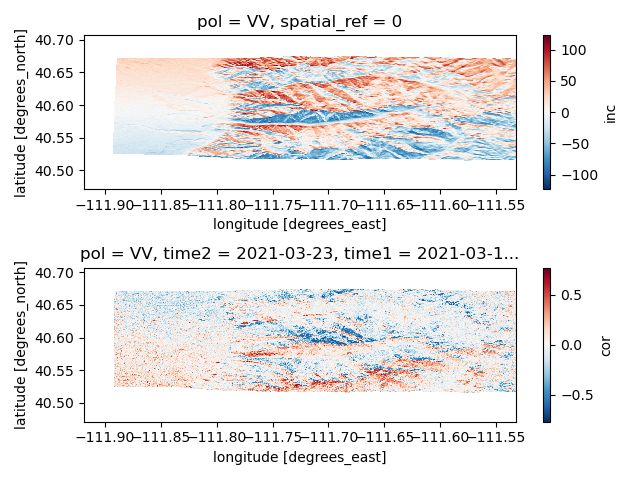 pol = VV, spatial_ref = 0
40.70
40.65
40.60
40.55
40.50
latitude [degrees_north]
−111.90−111.85−111.80−111.75−111.70−111.65−111.60−111.55
longitude [degrees_east]
100
50
0
−50
−100
inc
pol = VV, time2 = 2021-03-23, time1 = 2021-03-1...
40.70
40.65
40.60
40.55
40.50
latitude [degrees_north]
−111.90−111.85−111.80−111.75−111.70−111.65−111.60−111.55
longitude [degrees_east]
0.5
0.0
−0.5
cor